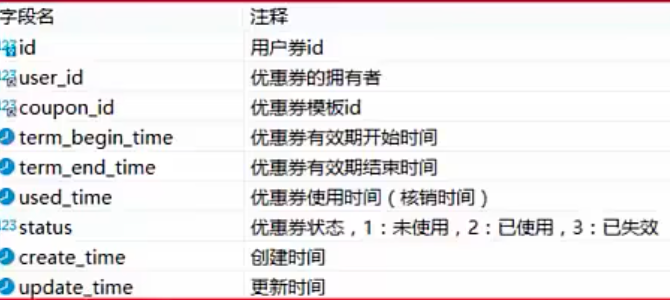 字段名 注释
123 id 用户券id
123 user_id 优惠券的拥有者
123 coupon_id 优惠券模板id
term_begin_time 优惠券有效期开始时间
term_end_time 优惠券有效期结束时间
used_time 优惠券使用时间（核销时间）
123 status 优惠券状态，1：未使用，2：已使用，3：已失效
create_time 创建时间
update_time 更新时间